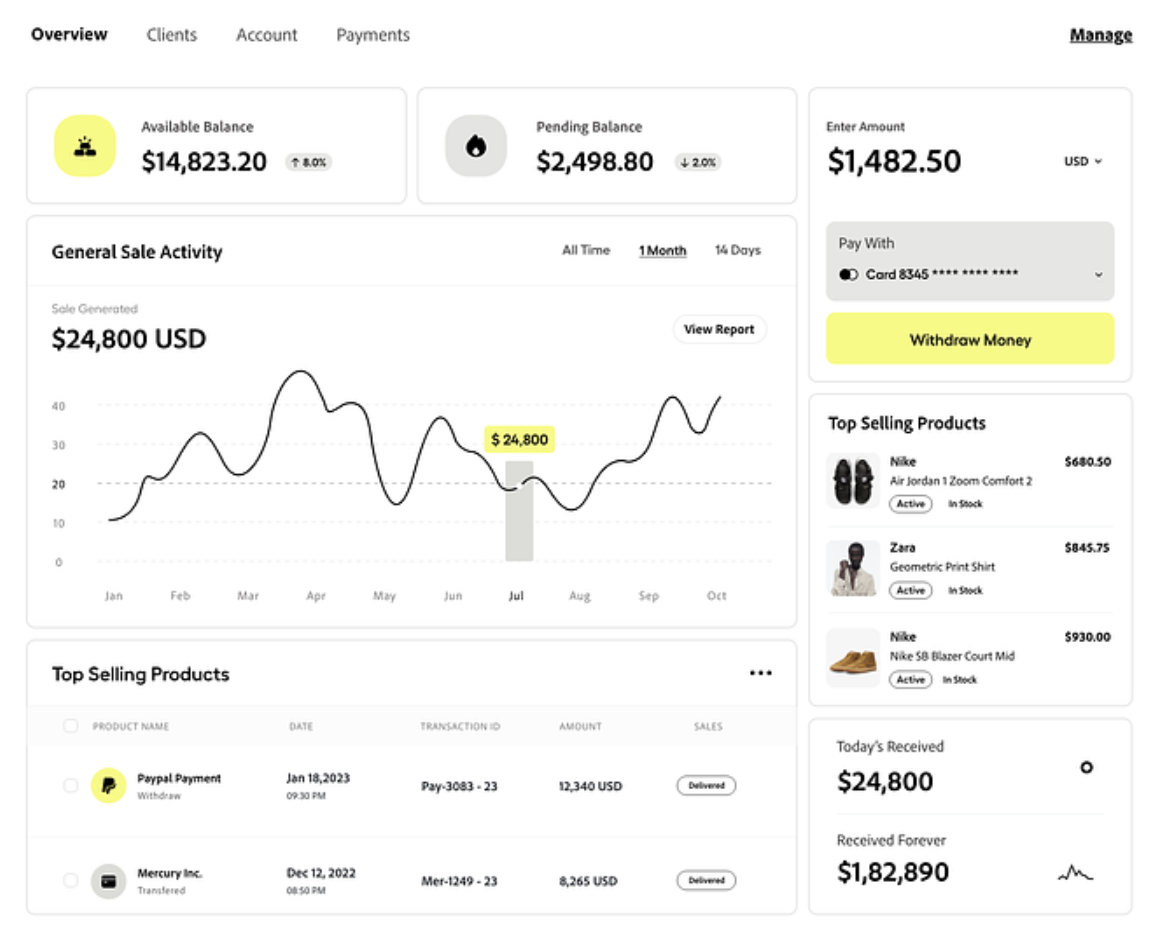 Overview Clients Account Payments Manage
Available Balance
$14,823.20 ↑ 8.0%
Pending Balance
$2,498.80 ↓ 2.0%
Enter Amount
$1,482.50 USD
Pay With
Card 8345 **** **** ****
Withdraw Money
General Sale Activity All Time 1 Month 14 Days
Sale Generated
$24,800 USD
View Report
40
30
20
10
0
$ 24,800
Jan Feb Mar Apr May Jun Jul Aug Sep Oct
Top Selling Products
Nike $680.50
Air Jordan 1 Zoom Comfort 2
Active In Stock
Zara $845.75
Geometric Print Shirt
Active In Stock
Nike $930.00
Nike SB Blazer Court Mid
Active In Stock
Top Selling Products
PRODUCT NAME DATE TRANSACTION ID AMOUNT SALES
Paypal Payment Jan 18,2023 Pay-3083 - 23 12,340 USD Delivered
Withdraw 09:30 PM
Mercury Inc. Dec 12, 2022 Mer-1249 - 23 8,265 USD Delivered
Transfered 08:50 PM
Today's Received
$24,800
Received Forever
$1,82,890